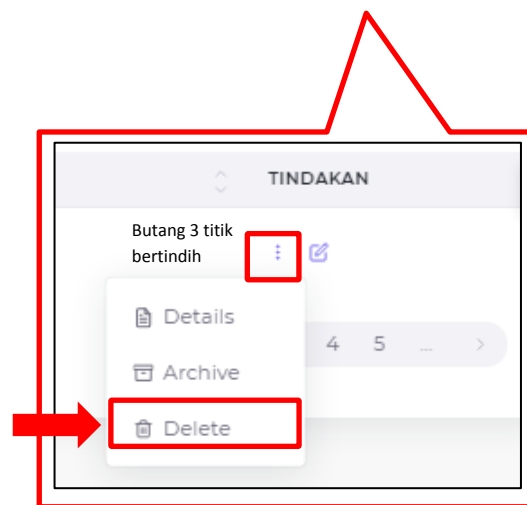 TINDAKAN
Butang 3 titik
bertindih
Details
4 5 ... >
Archive
Delete